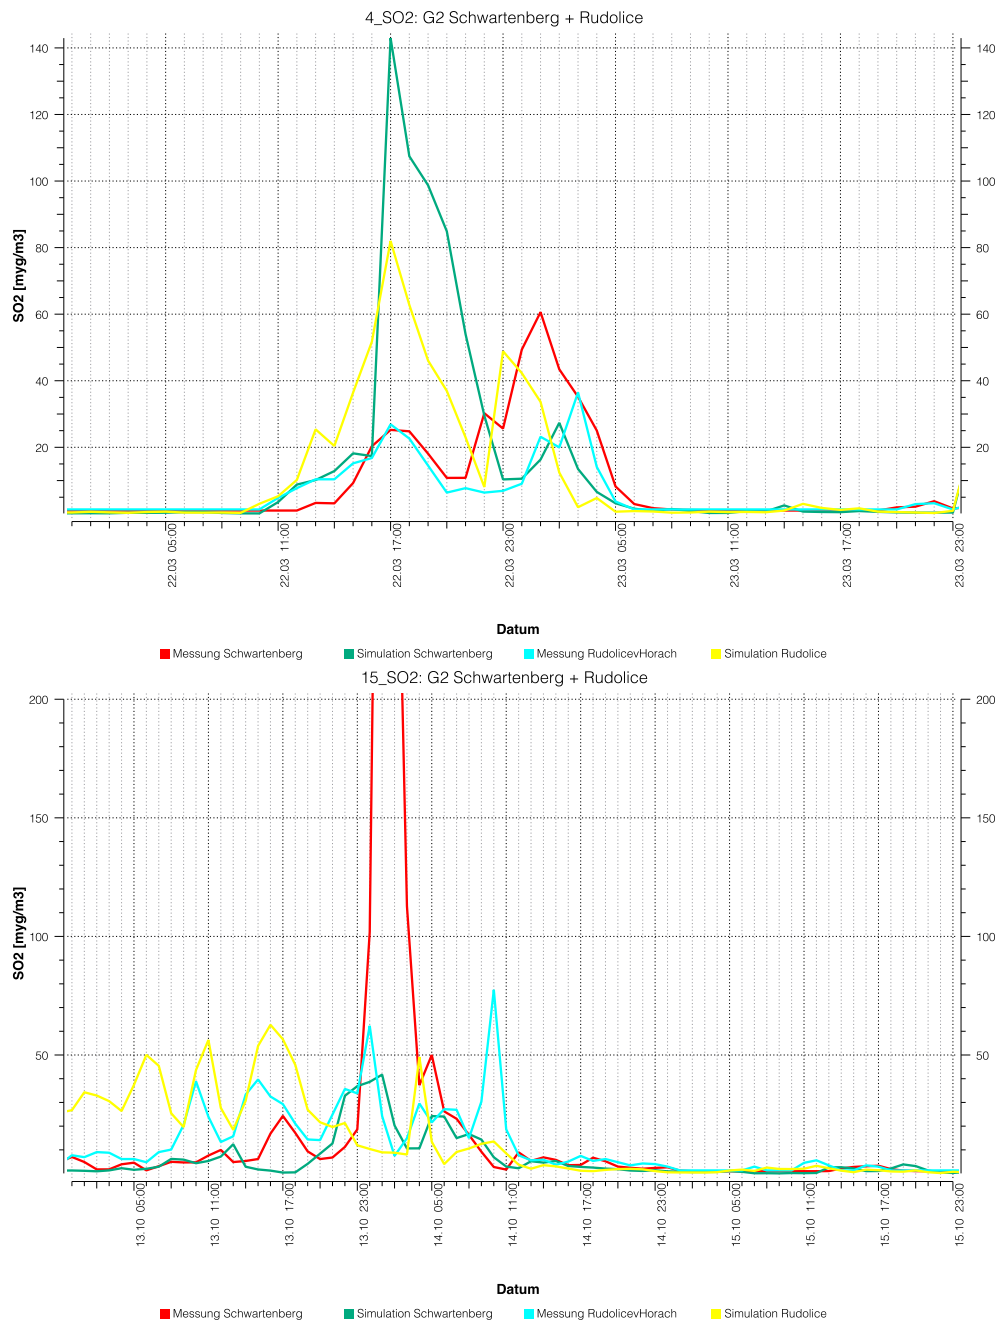 4_SO2: G2 Schwartenberg + Rudolice
140 140
120 120
100 100
80 80
60 60
40 40
20 20
SO2 [myg/m3]
22.03 05:00 22.03 11:00 22.03 17:00 22.03 23:00 23.03 05:00 23.03 11:00 23.03 17:00 23.03 23:00
Datum
Messung Schwartenberg Simulation Schwartenberg Messung RudolicevHorach Simulation Rudolice
15_SO2: G2 Schwartenberg + Rudolice
200 200
150 150
100 100
50 50
SO2 [myg/m3]
13.10 05:00 13.10 11:00 13.10 17:00 13.10 23:00 14.10 05:00 14.10 11:00 14.10 17:00 14.10 23:00 15.10 05:00 15.10 11:00 15.10 17:00 15.10 23:00
Datum
Messung Schwartenberg Simulation Schwartenberg Messung RudolicevHorach Simulation Rudolice